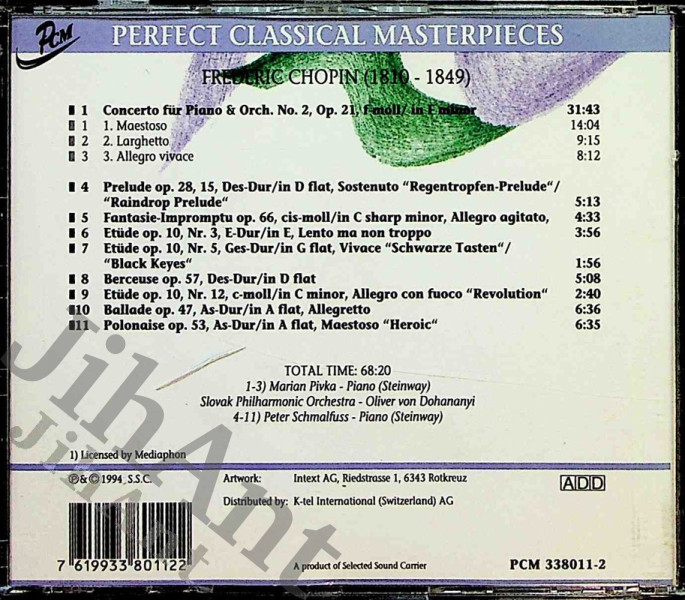 PCM PERFECT CLASSICAL MASTERPIECES
FREDERIC CHOPIN (1810 - 1849)
1 Concerto für Piano & Orch. No. 2, Op. 21, f-moll/ in F minor 31:43
1 1. Maestoso 14:04
2 2. Larghetto 9:15
3 3. Allegro vivace 8:12
4 Prelude op. 28, 15, Des-Dur/in D flat, Sostenuto "Regentropfen-Prelude"/
"Raindrop Prelude" 5:13
5 Fantasie-Impromptu op. 66, cis-moll/in C sharp minor, Allegro agitato, 4:33
6 Etüde op. 10, Nr. 3, E-Dur/in E, Lento ma non troppo 3:56
7 Etüde op. 10, Nr. 5, Ges-Dur/in G flat, Vivace "Schwarze Tasten"/
"Black Keyes" 1:56
8 Berceuse op. 57, Des-Dur/in D flat 5:08
9 Etüde op. 10, Nr. 12, c-moll/in C minor, Allegro con fuoco "Revolution" 2:40
10 Ballade op. 47, As-Dur/in A flat, Allegretto 6:36
11 Polonaise op. 53, As-Dur/in A flat, Maestoso "Heroic" 6:35
TOTAL TIME: 68:20
1-3) Marian Pivka - Piano (Steinway)
Slovak Philharmonic Orchestra - Oliver von Dohananyi
4-11) Peter Schmalfuss - Piano (Steinway)
1) Licensed by Mediaphon
℗&© 1994, S.S.C.
Artwork: Intext AG, Riedstrasse 1, 6343 Rotkreuz
ADD
Distributed by: K-tel International (Switzerland) AG
7 619933 801122
A product of Selected Sound Carrier
PCM 338011-2
JihAnt
JihAnt